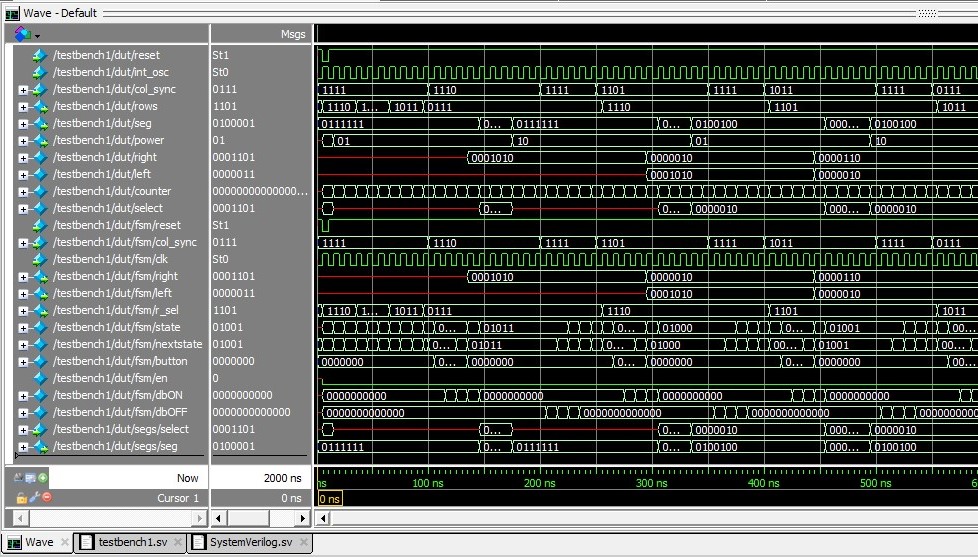 Wave - Default
Msgs
/testbench1/dut/reset St1
/testbench1/dut/int_osc St0
/testbench1/dut/col_sync 0111 1111 1110 1111 1101 1111 1011 1111 0111
/testbench1/dut/rows 1101 1110 1... 1011 0111 1110 1101 1011
/testbench1/dut/seg 0100001 0111111 0... 0111111 0... 0100100 000... 0100100
/testbench1/dut/power 01 01 10 01 10
/testbench1/dut/right 0001101 0001010 0000010 0000110
/testbench1/dut/left 0000011 0001010 0000010
/testbench1/dut/counter 00000000000000...
/testbench1/dut/select 0001101 0... 0... 0000010 000... 0000010
/testbench1/dut/fsm/reset St1
/testbench1/dut/fsm/col_sync 0111 1111 1110 1111 1101 1111 1011 1111 0111
/testbench1/dut/fsm/clk St0
/testbench1/dut/fsm/right 0001101 0001010 0000010 0000110
/testbench1/dut/fsm/left 0000011 0001010 0000010
/testbench1/dut/fsm/r_sel 1101 1110 1... 1011 0111 1110 1101 1011
/testbench1/dut/fsm/state 01001 0... 01011 0... 01000 00... 01001 00...
/testbench1/dut/fsm/nextstate 01001 0... 01011 0... 01000 00... 01001 00...
/testbench1/dut/fsm/button 0000000 0000000 0... 0000000 0... 0000000 0... 0000000 00...
/testbench1/dut/fsm/en 0
/testbench1/dut/fsm/dbON 0000000000 0000000000 0000000000 0000000000 0000000000
/testbench1/dut/fsm/dbOFF 0000000000000 000000000000 000000000000 000000000000
/testbench1/dut/segs/select 0001101 0... 0... 0000010 000... 0000010
/testbench1/dut/segs/seg 0100001 0111111 0... 0111111 0... 0100100 000... 0100100
Now 2000 ns ns 100 ns 200 ns 300 ns 400 ns 500 ns
Cursor 1 0 ns 0 ns
Wave testbench1.sv SystemVerilog.sv